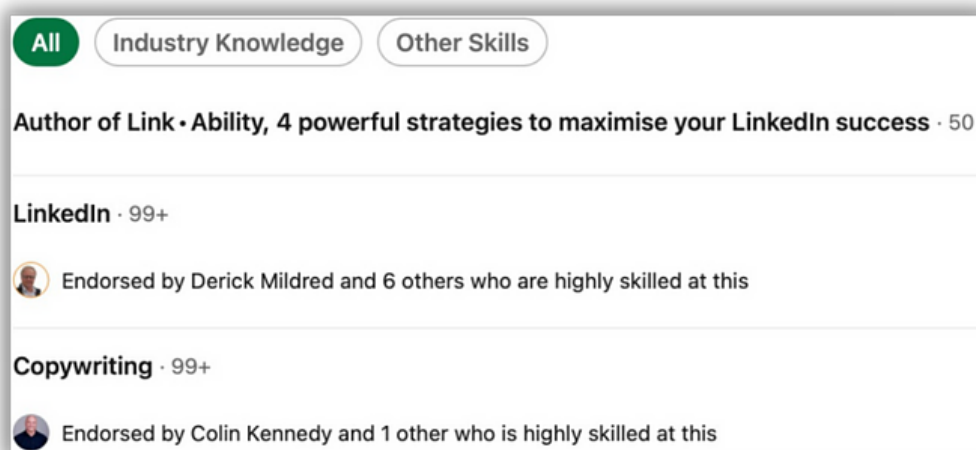 All Industry Knowledge Other Skills
Author of Link • Ability, 4 powerful strategies to maximise your LinkedIn success · 50
LinkedIn · 99+
Endorsed by Derick Mildred and 6 others who are highly skilled at this
Copywriting · 99+
Endorsed by Colin Kennedy and 1 other who is highly skilled at this